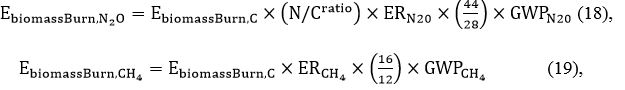 E_biomassBurn,N₂O = E_biomassBurn,C × (N/C^ratio) × ER_N20 × (44/28) × GWP_N20 (18),
E_biomassBurn,CH₄ = E_biomassBurn,C × ER_CH₄ × (16/12) × GWP_CH₄ (19),